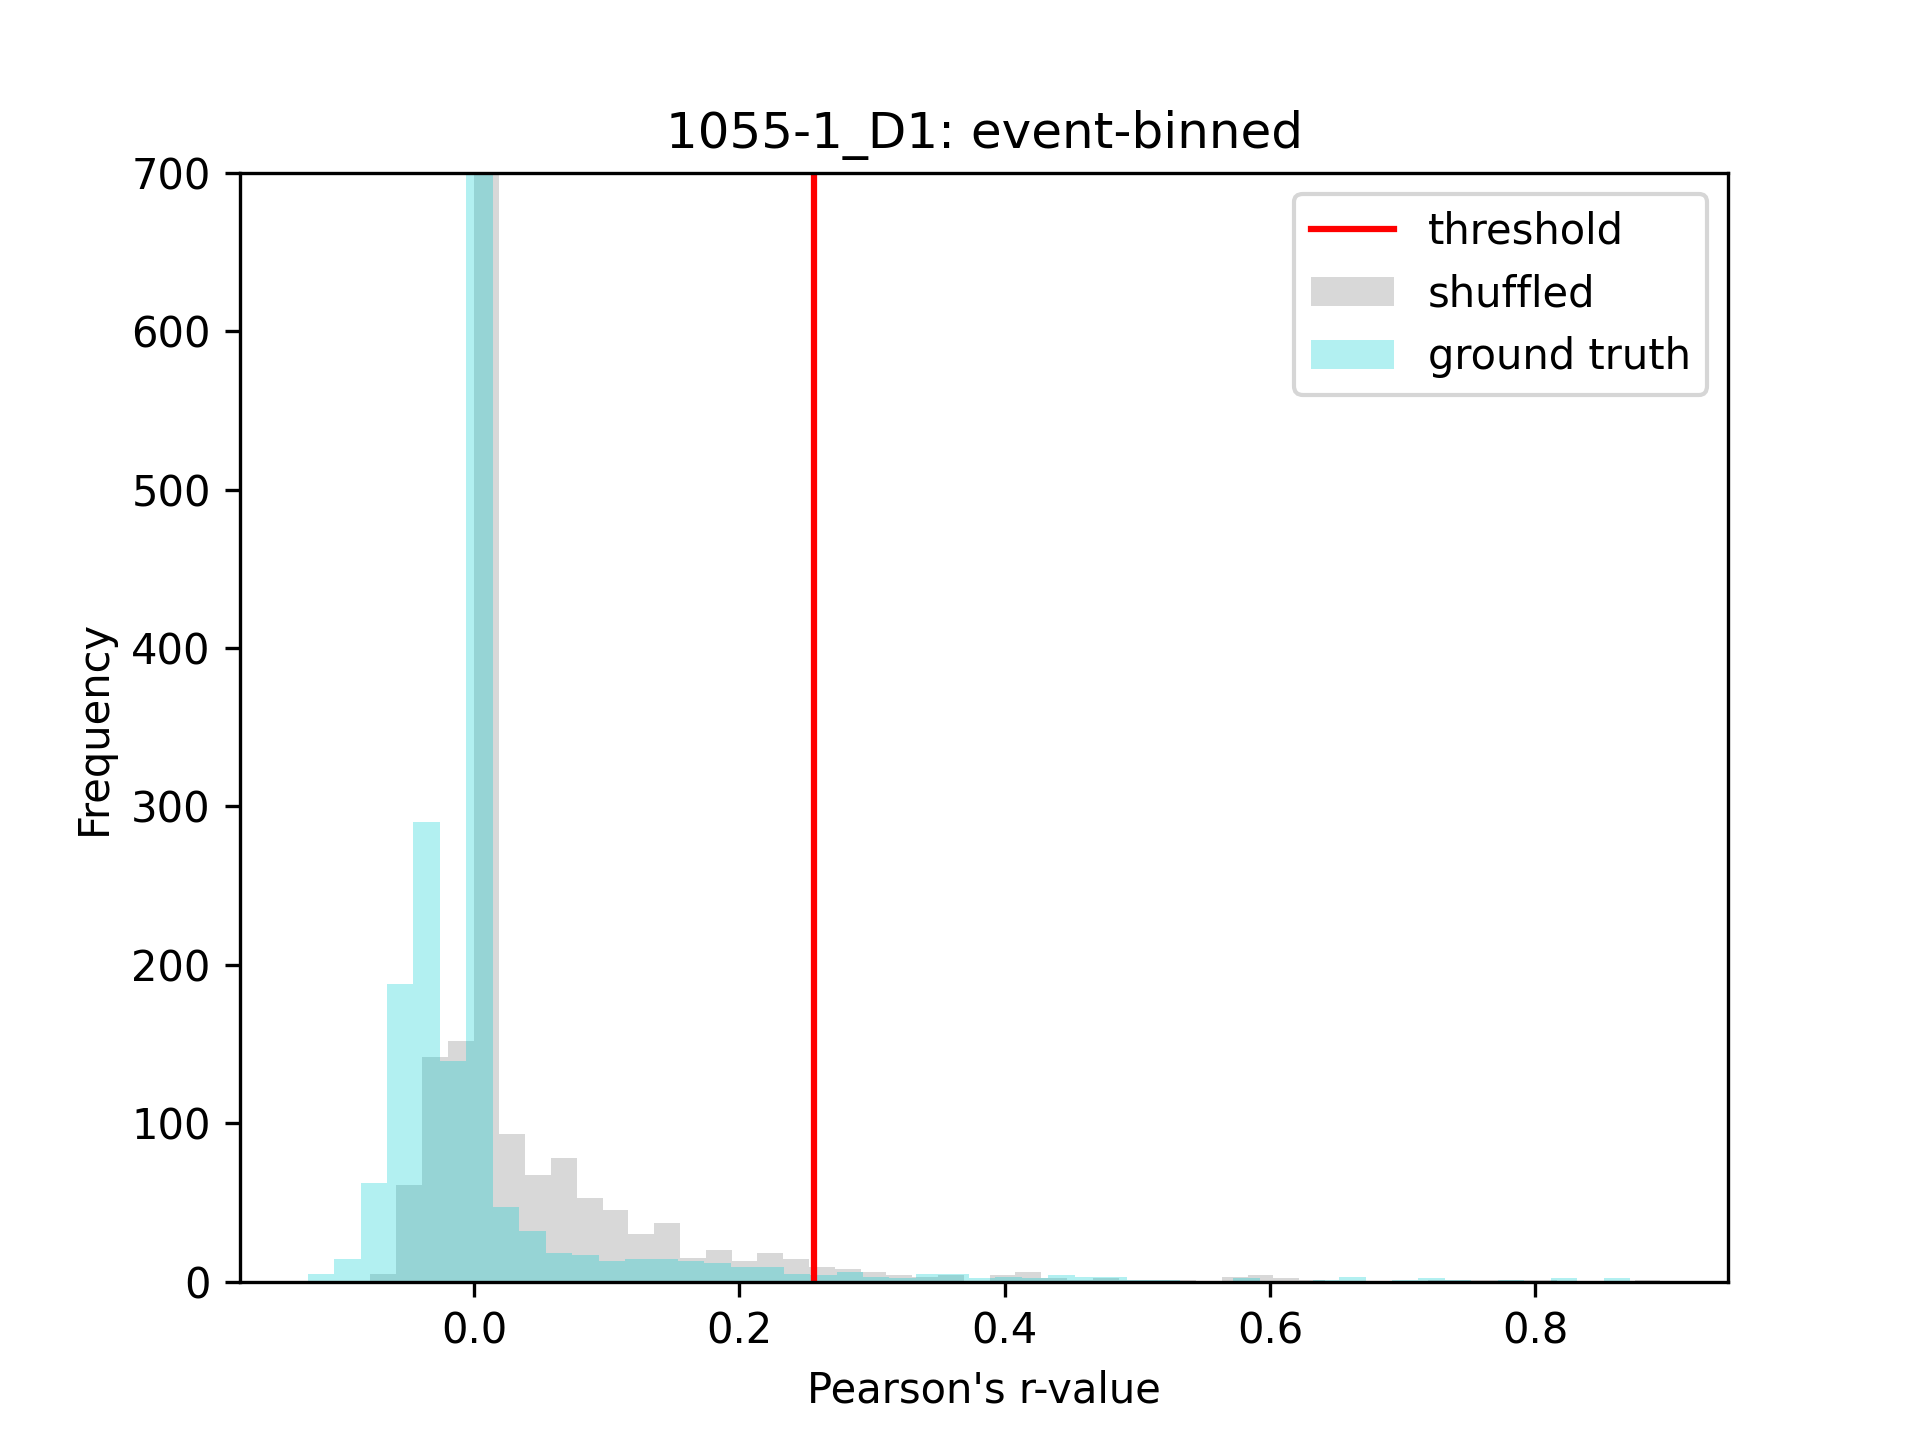 1055-1_D1: event-binned
700
600
500
400
300
200
100
0
Frequency
threshold
shuffled
ground truth
0.0 0.2 0.4 0.6 0.8
Pearson's r-value